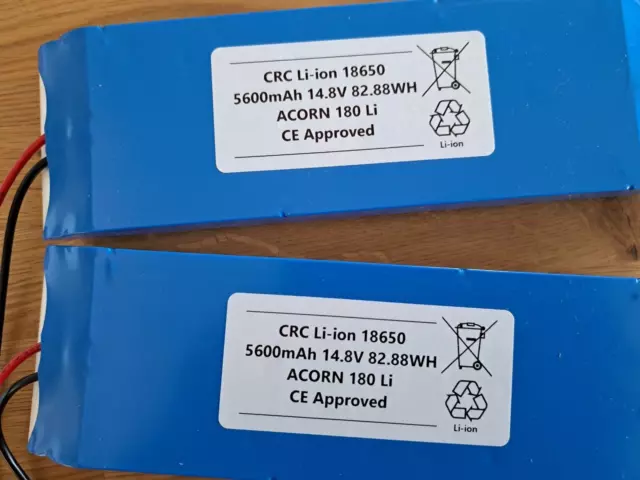 CRC Li-ion 18650
5600mAh 14.8V 82.88WH
ACORN 180 Li
CE Approved
Li-ion
CRC Li-ion 18650
5600mAh 14.8V 82.88WH
ACORN 180 Li
CE Approved
Li-ion